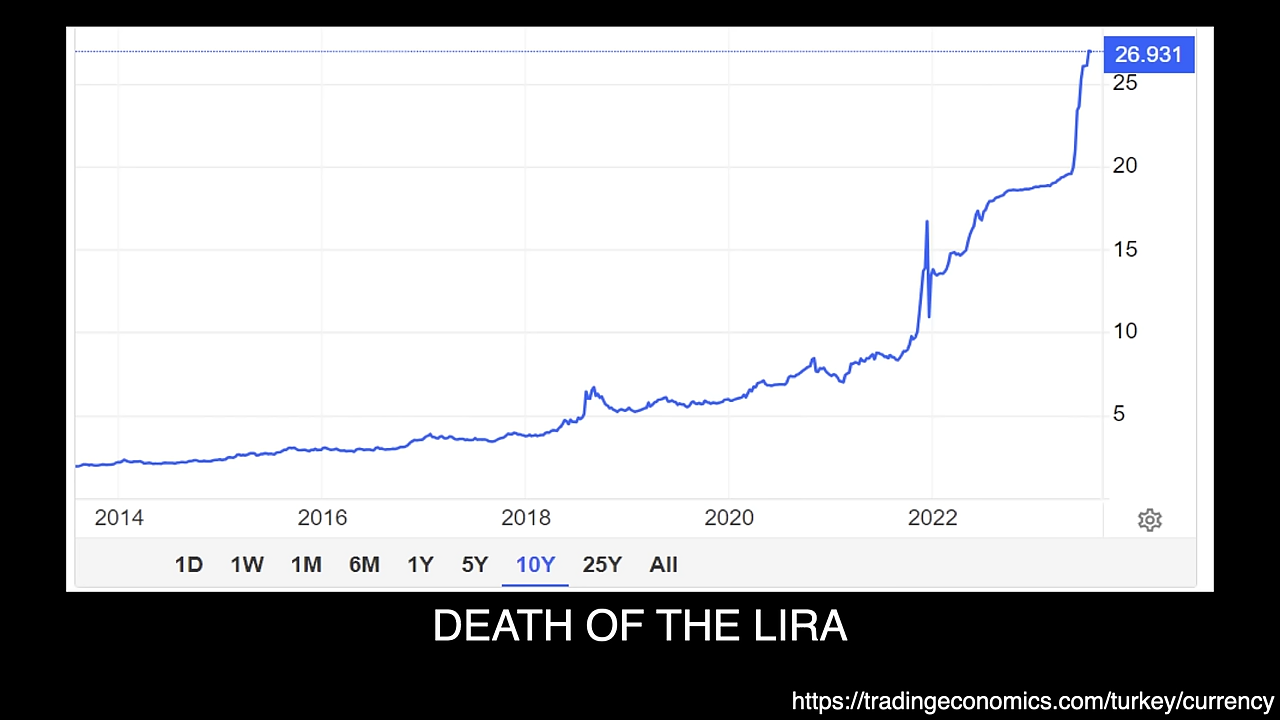 26.931
25
20
15
10
5
2014 2016 2018 2020 2022
1D 1W 1M 6M 1Y 5Y 10Y 25Y All
DEATH OF THE LIRA
https://tradingeconomics.com/turkey/currency